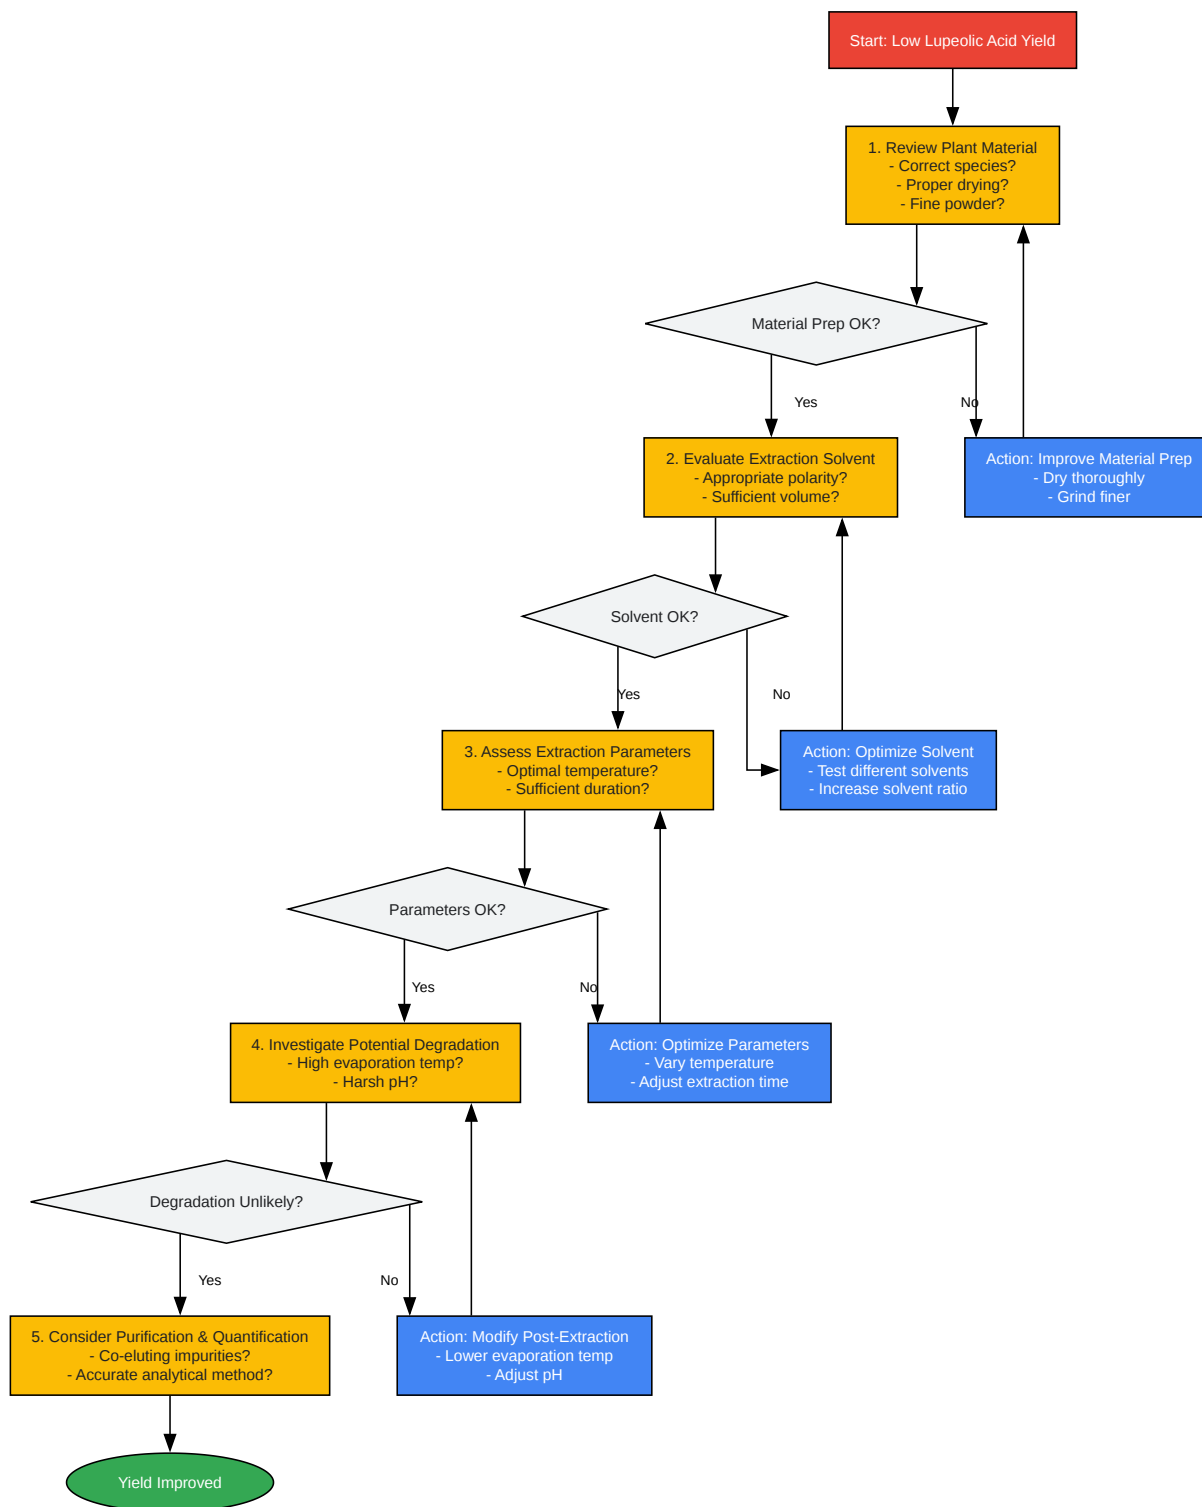 Start: Low Lupeolic Acid Yield
1. Review Plant Material
- Correct species?
- Proper drying?
- Fine powder?
Material Prep OK?
Yes
No
2. Evaluate Extraction Solvent
- Appropriate polarity?
- Sufficient volume?
Action: Improve Material Prep
- Dry thoroughly
- Grind finer
Solvent OK?
Yes
No
3. Assess Extraction Parameters
- Optimal temperature?
- Sufficient duration?
Action: Optimize Solvent
- Test different solvents
- Increase solvent ratio
Parameters OK?
Yes
No
4. Investigate Potential Degradation
- High evaporation temp?
- Harsh pH?
Action: Optimize Parameters
- Vary temperature
- Adjust extraction time
Degradation Unlikely?
Yes
No
5. Consider Purification & Quantification
- Co-eluting impurities?
- Accurate analytical method?
Action: Modify Post-Extraction
- Lower evaporation temp
- Adjust pH
Yield Improved